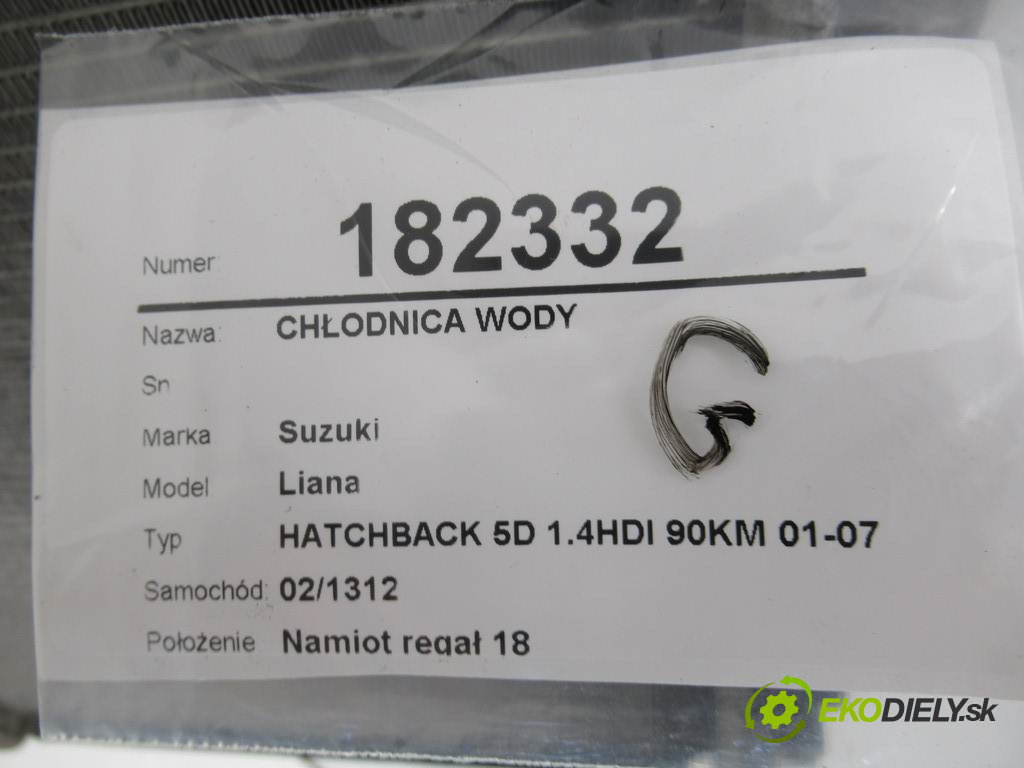 Numer 182332
Nazwa: CHŁODNICA WODY
Sn
G
Marka Suzuki
Model Liana
Typ HATCHBACK 5D 1.4HDI 90KM 01-07
Samochód: 02/1312
Położenie Namiot regał 18
EKODIELY.sk